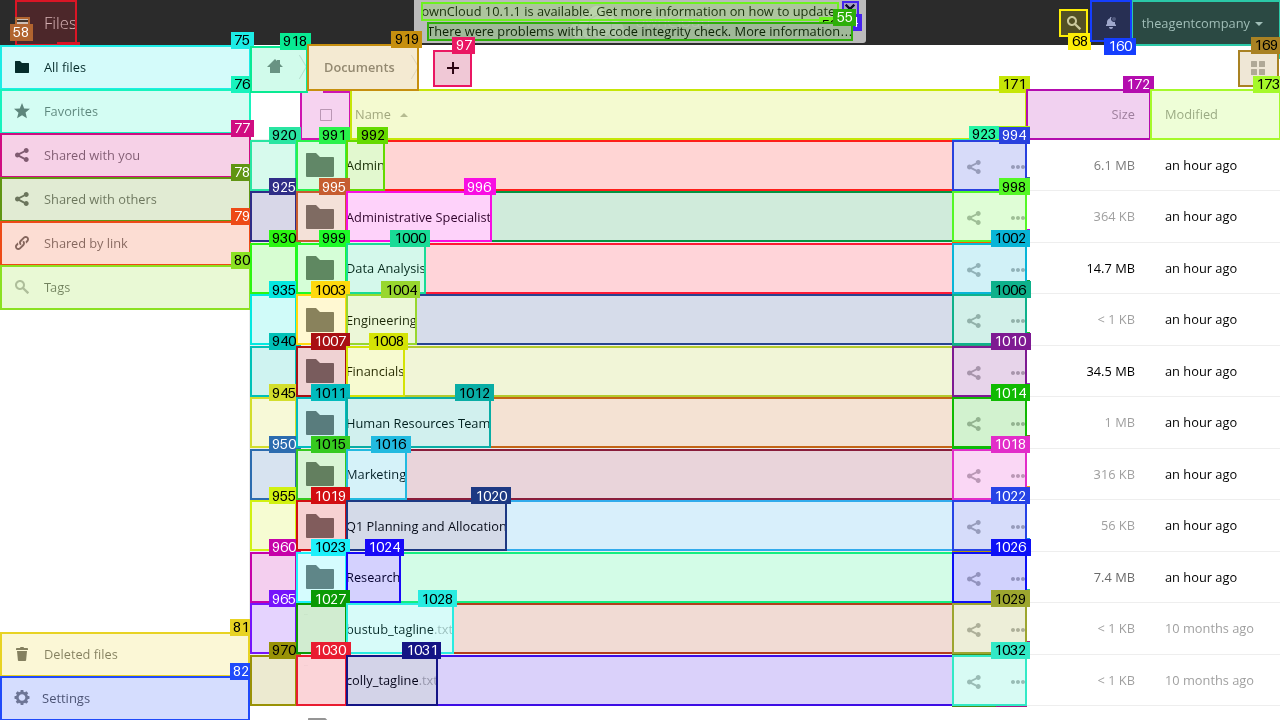 Files
ownCloud 10.1.1 is available. Get more information on how to update
There were problems with the code integrity check. More information…
theagentcompany
58
55
68
160
75
918
919
97
169
All files
Documents
+
76
171
172
173
Favorites
Name
Size
Modified
77
920
991
992
923
994
Shared with you
Admin
6.1 MB
an hour ago
78
925
995
996
998
Shared with others
Administrative Specialist
364 KB
an hour ago
79
930
999
1000
1002
Shared by link
Data Analysis
14.7 MB
an hour ago
80
935
1003
1004
1006
Tags
Engineering
< 1 KB
an hour ago
940
1007
1008
1010
Financials
34.5 MB
an hour ago
945
1011
1012
1014
Human Resources Team
1 MB
an hour ago
950
1015
1016
1018
Marketing
316 KB
an hour ago
955
1019
1020
1022
Q1 Planning and Allocation
56 KB
an hour ago
960
1023
1024
1026
Research
7.4 MB
an hour ago
965
1027
1028
1029
bustub_tagline.txt
< 1 KB
10 months ago
81
970
1030
1031
1032
Deleted files
colly_tagline.txt
< 1 KB
10 months ago
82
Settings